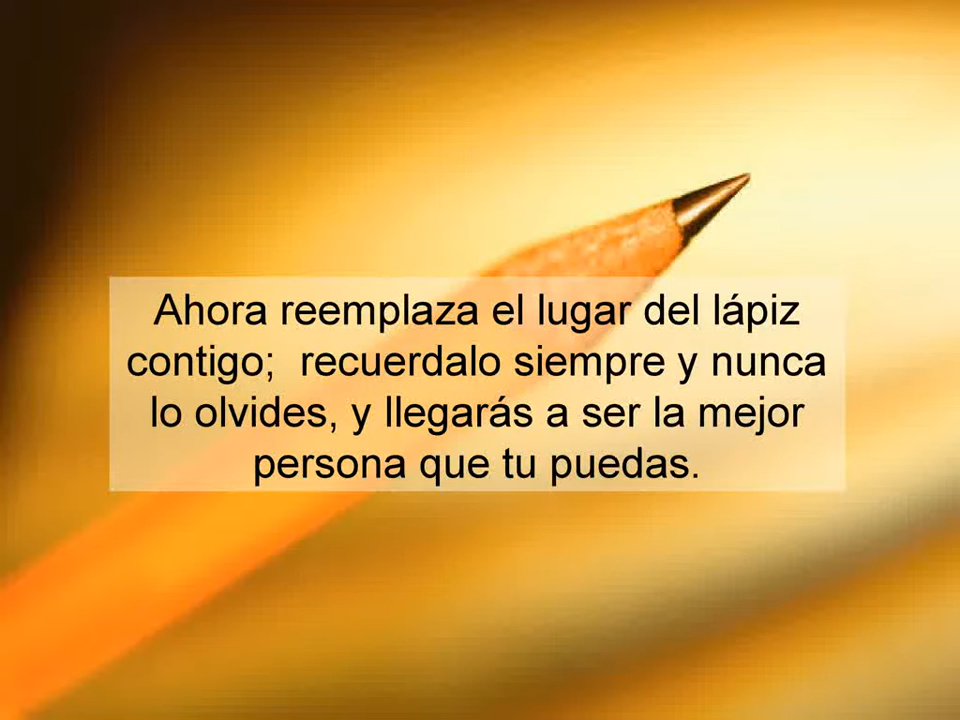 Ahora reemplaza el lugar del lápiz
contigo;  recuerdalo siempre y nunca
lo olvides, y llegarás a ser la mejor
persona que tu puedas.